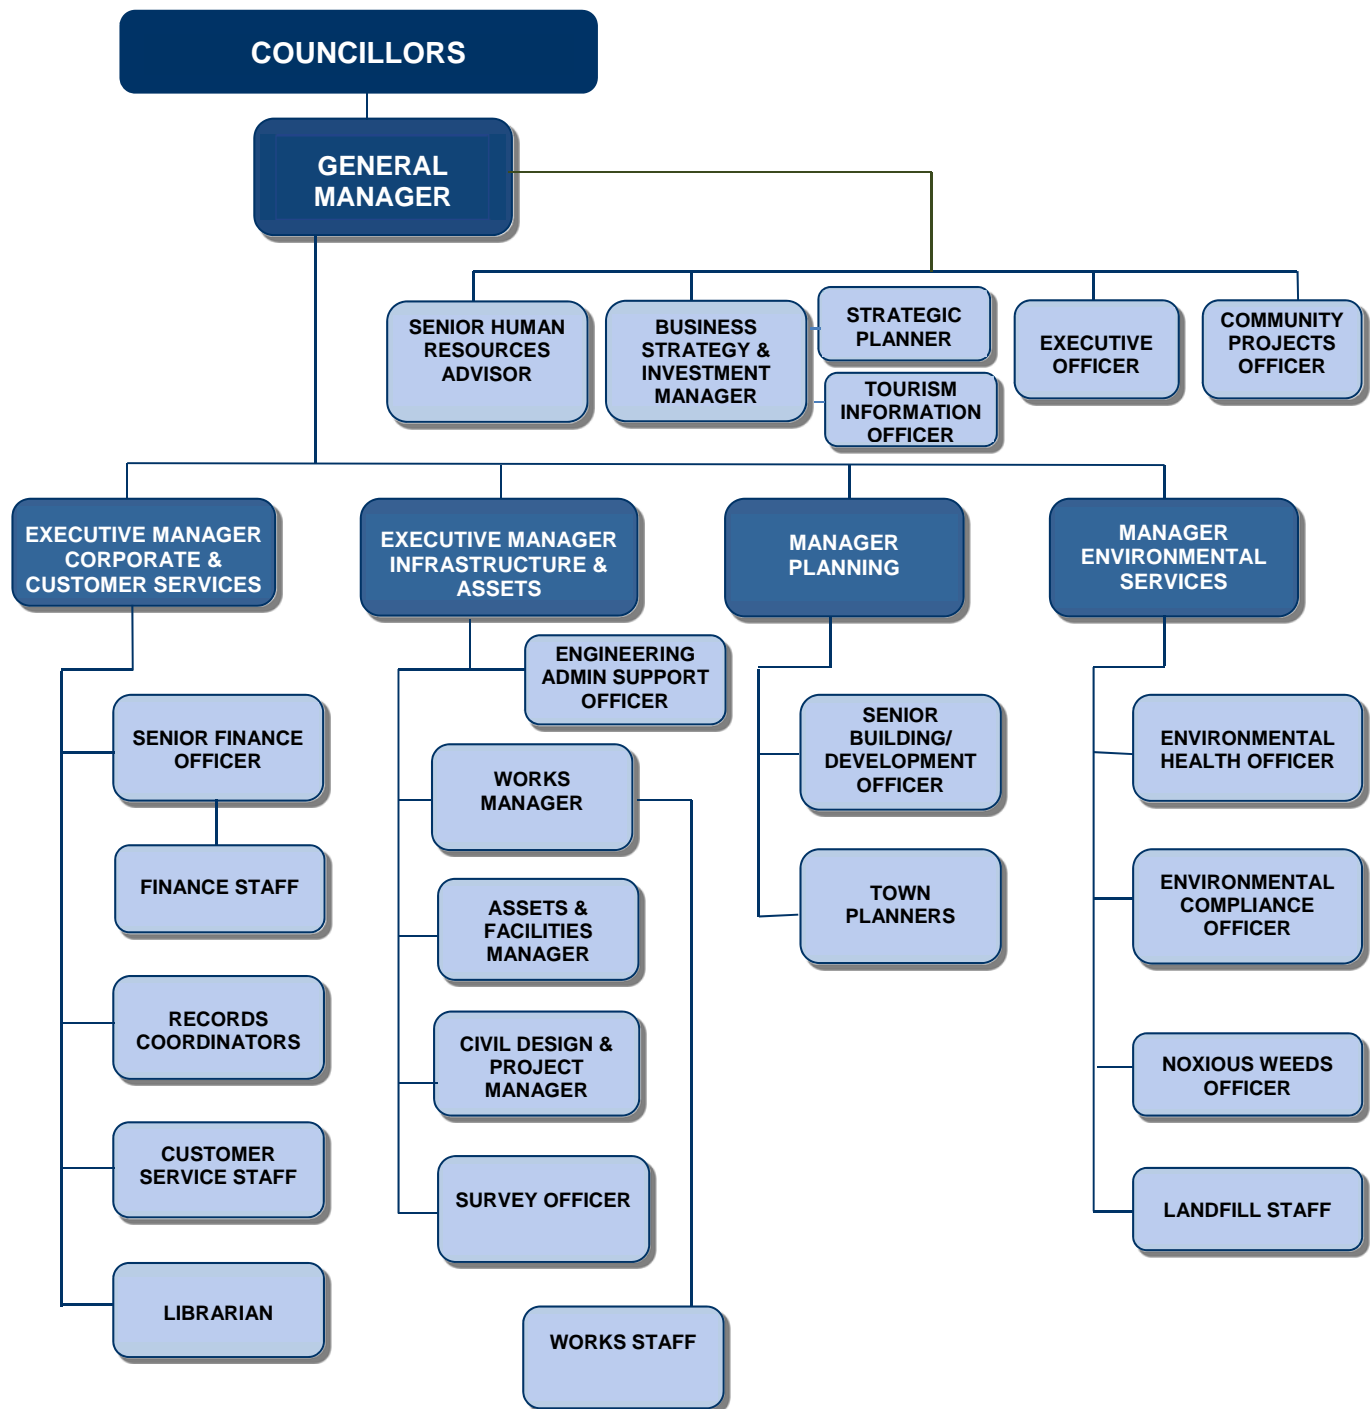 COUNCILLORS
GENERAL
MANAGER
SENIOR HUMAN
RESOURCES
ADVISOR
BUSINESS
STRATEGY &
INVESTMENT
MANAGER
STRATEGIC
PLANNER
TOURISM
INFORMATION
OFFICER
EXECUTIVE
OFFICER
COMMUNITY
PROJECTS
OFFICER
EXECUTIVE MANAGER
CORPORATE &
CUSTOMER SERVICES
EXECUTIVE MANAGER
INFRASTRUCTURE &
ASSETS
MANAGER
PLANNING
MANAGER
ENVIRONMENTAL
SERVICES
SENIOR FINANCE
OFFICER
FINANCE STAFF
RECORDS
COORDINATORS
CUSTOMER
SERVICE STAFF
LIBRARIAN
ENGINEERING
ADMIN SUPPORT
OFFICER
WORKS
MANAGER
ASSETS &
FACILITIES
MANAGER
CIVIL DESIGN &
PROJECT
MANAGER
SURVEY OFFICER
WORKS STAFF
SENIOR
BUILDING/
DEVELOPMENT
OFFICER
TOWN
PLANNERS
ENVIRONMENTAL
HEALTH OFFICER
ENVIRONMENTAL
COMPLIANCE
OFFICER
NOXIOUS WEEDS
OFFICER
LANDFILL STAFF